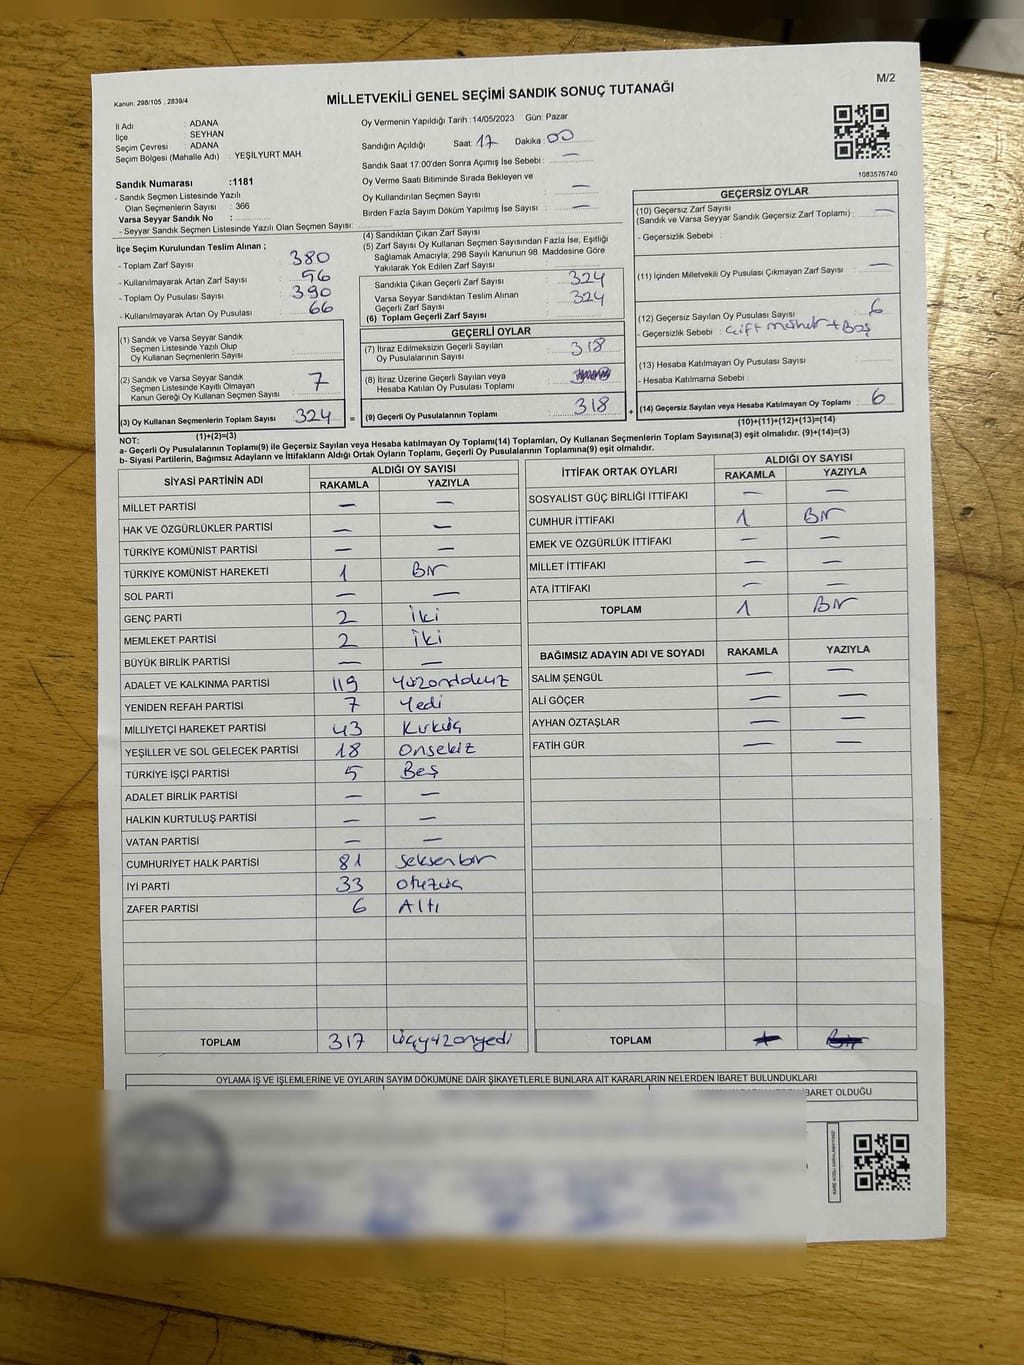 Kanun: 298/105 , 2839/4
M/2
MİLLETVEKİLİ GENEL SEÇİMİ SANDIK SONUÇ TUTANAĞI
İl Adı : ADANA
İlçe : SEYHAN
Seçim Çevresi : ADANA
Seçim Bölgesi (Mahalle Adı) : YEŞİLYURT MAH
Sandık Numarası :1181
- Sandık Seçmen Listesinde Yazılı
Olan Seçmenlerin Sayısı : 366
Varsa Seyyar Sandık No :
- Seyyar Sandık Seçmen Listesinde Yazılı Olan Seçmen Sayısı:
Oy Vermenin Yapıldığı Tarih :14/05/2023 Gün: Pazar
Sandığın Açıldığı Saat: 17 Dakika: 00
Sandık Saat 17.00'den Sonra Açımış İse Sebebi : —
Oy Verme Saati Bitiminde Sırada Bekleyen ve
Oy Kullandırılan Seçmen Sayısı —
Birden Fazla Sayım Döküm Yapılmış İse Sayısı : —
1083576740
İlçe Seçim Kurulundan Teslim Alınan ;
- Toplam Zarf Sayısı : 380
- Kullanılmayarak Artan Zarf Sayısı : 56
- Toplam Oy Pusulası Sayısı : 390
- Kullanılmayarak Artan Oy Pusulası : 66
(4) Sandıktan Çıkan Zarf Sayısı :
(5) Zarf Sayısı Oy Kullanan Seçmen Sayısından Fazla İse, Eşitliği
Sağlamak Amacıyla; 298 Sayılı Kanunun 98. Maddesine Göre
Yakılarak Yok Edilen Zarf Sayısı :
Sandıkta Çıkan Geçerli Zarf Sayısı : 324
Varsa Seyyar Sandıktan Teslim Alınan
Geçerli Zarf Sayısı : 324
(6) Toplam Geçerli Zarf Sayısı :
GEÇERSİZ OYLAR
(10) Geçersiz Zarf Sayısı
(Sandık ve Varsa Seyyar Sandık Geçersiz Zarf Toplamı) : —
- Geçersizlik Sebebi :
(11) İçinden Milletvekili Oy Pusulası Çıkmayan Zarf Sayısı : —
(12) Geçersiz Sayılan Oy Pusulası Sayısı : 6
- Geçersizlik Sebebi : Çift mühür + Boş
(13) Hesaba Katılmayan Oy Pusulası Sayısı :
- Hesaba Katılmama Sebebi :
(14) Geçersiz Sayılan veya Hesaba Katılmayan Oy Toplamı : 6
(10)+(11)+(12)+(13)=(14)
(1) Sandık ve Varsa Seyyar Sandık
Seçmen Listesinde Yazılı Olup
Oy Kullanan Seçmenlerin Sayısı :
(2) Sandık ve Varsa Seyyar Sandık
Seçmen Listesinde Kayıtlı Olmayan
Kanun Gereği Oy Kullanan Seçmen Sayısı : 7
(3) Oy Kullanan Seçmenlerin Toplam Sayısı : 324 =
(1)+(2)=(3)
GEÇERLİ OYLAR
(7) İtiraz Edilmeksizin Geçerli Sayılan
Oy Pusulalarının Sayısı : 318
(8) İtiraz Üzerine Geçerli Sayılan veya
Hesaba Katılan Oy Pusulası Toplamı :
(9) Geçerli Oy Pusulalarının Toplamı : 318 +
NOT:
a- Geçerli Oy Pusulalarının Toplamı(9) ile Geçersiz Sayılan veya Hesaba katılmayan Oy Toplamı(14) Toplamları, Oy Kullanan Seçmenlerin Toplam Sayısına(3) eşit olmalıdır. (9)+(14)=(3)
b- Siyasi Partilerin, Bağımsız Adayların ve İttifakların Aldığı Ortak Oyların Toplamı, Geçerli Oy Pusulalarının Toplamına(9) eşit olmalıdır.
SİYASİ PARTİNİN ADI ALDIĞI OY SAYISI
RAKAMLA YAZIYLA
MİLLET PARTİSİ — —
HAK VE ÖZGÜRLÜKLER PARTİSİ — —
TÜRKİYE KOMÜNİST PARTİSİ — —
TÜRKİYE KOMÜNİST HAREKETİ 1 Bir
SOL PARTİ — —
GENÇ PARTİ 2 iki
MEMLEKET PARTİSİ 2 iki
BÜYÜK BİRLİK PARTİSİ — —
ADALET VE KALKINMA PARTİSİ 119 Yüzondokuz
YENİDEN REFAH PARTİSİ 7 Yedi
MİLLİYETÇİ HAREKET PARTİSİ 43 Kırküç
YEŞİLLER VE SOL GELECEK PARTİSİ 18 Onsekiz
TÜRKİYE İŞÇİ PARTİSİ 5 Beş
ADALET BİRLİK PARTİSİ — —
HALKIN KURTULUŞ PARTİSİ — —
VATAN PARTİSİ — —
CUMHURİYET HALK PARTİSİ 81 Seksenbir
İYİ PARTİ 33 Otuzüç
ZAFER PARTİSİ 6 Altı
TOPLAM 317 üçyüzonyedi
İTTİFAK ORTAK OYLARI ALDIĞI OY SAYISI
RAKAMLA YAZIYLA
SOSYALİST GÜÇ BİRLİĞİ İTTİFAKI — —
CUMHUR İTTİFAKI 1 Bir
EMEK VE ÖZGÜRLÜK İTTİFAKI — —
MİLLET İTTİFAKI — —
ATA İTTİFAKI — —
TOPLAM 1 Bir
BAĞIMSIZ ADAYIN ADI VE SOYADI RAKAMLA YAZIYLA
SALİM ŞENGÜL — —
ALİ GÖÇER — —
AYHAN ÖZTAŞLAR — —
FATİH GÜR — —
TOPLAM
OYLAMA İŞ VE İŞLEMLERİNE VE OYLARIN SAYIM DÖKÜMÜNE DAİR ŞİKAYETLERLE BUNLARA AİT KARARLARIN NELERDEN İBARET BULUNDUKLARI
İBARET OLDUĞU